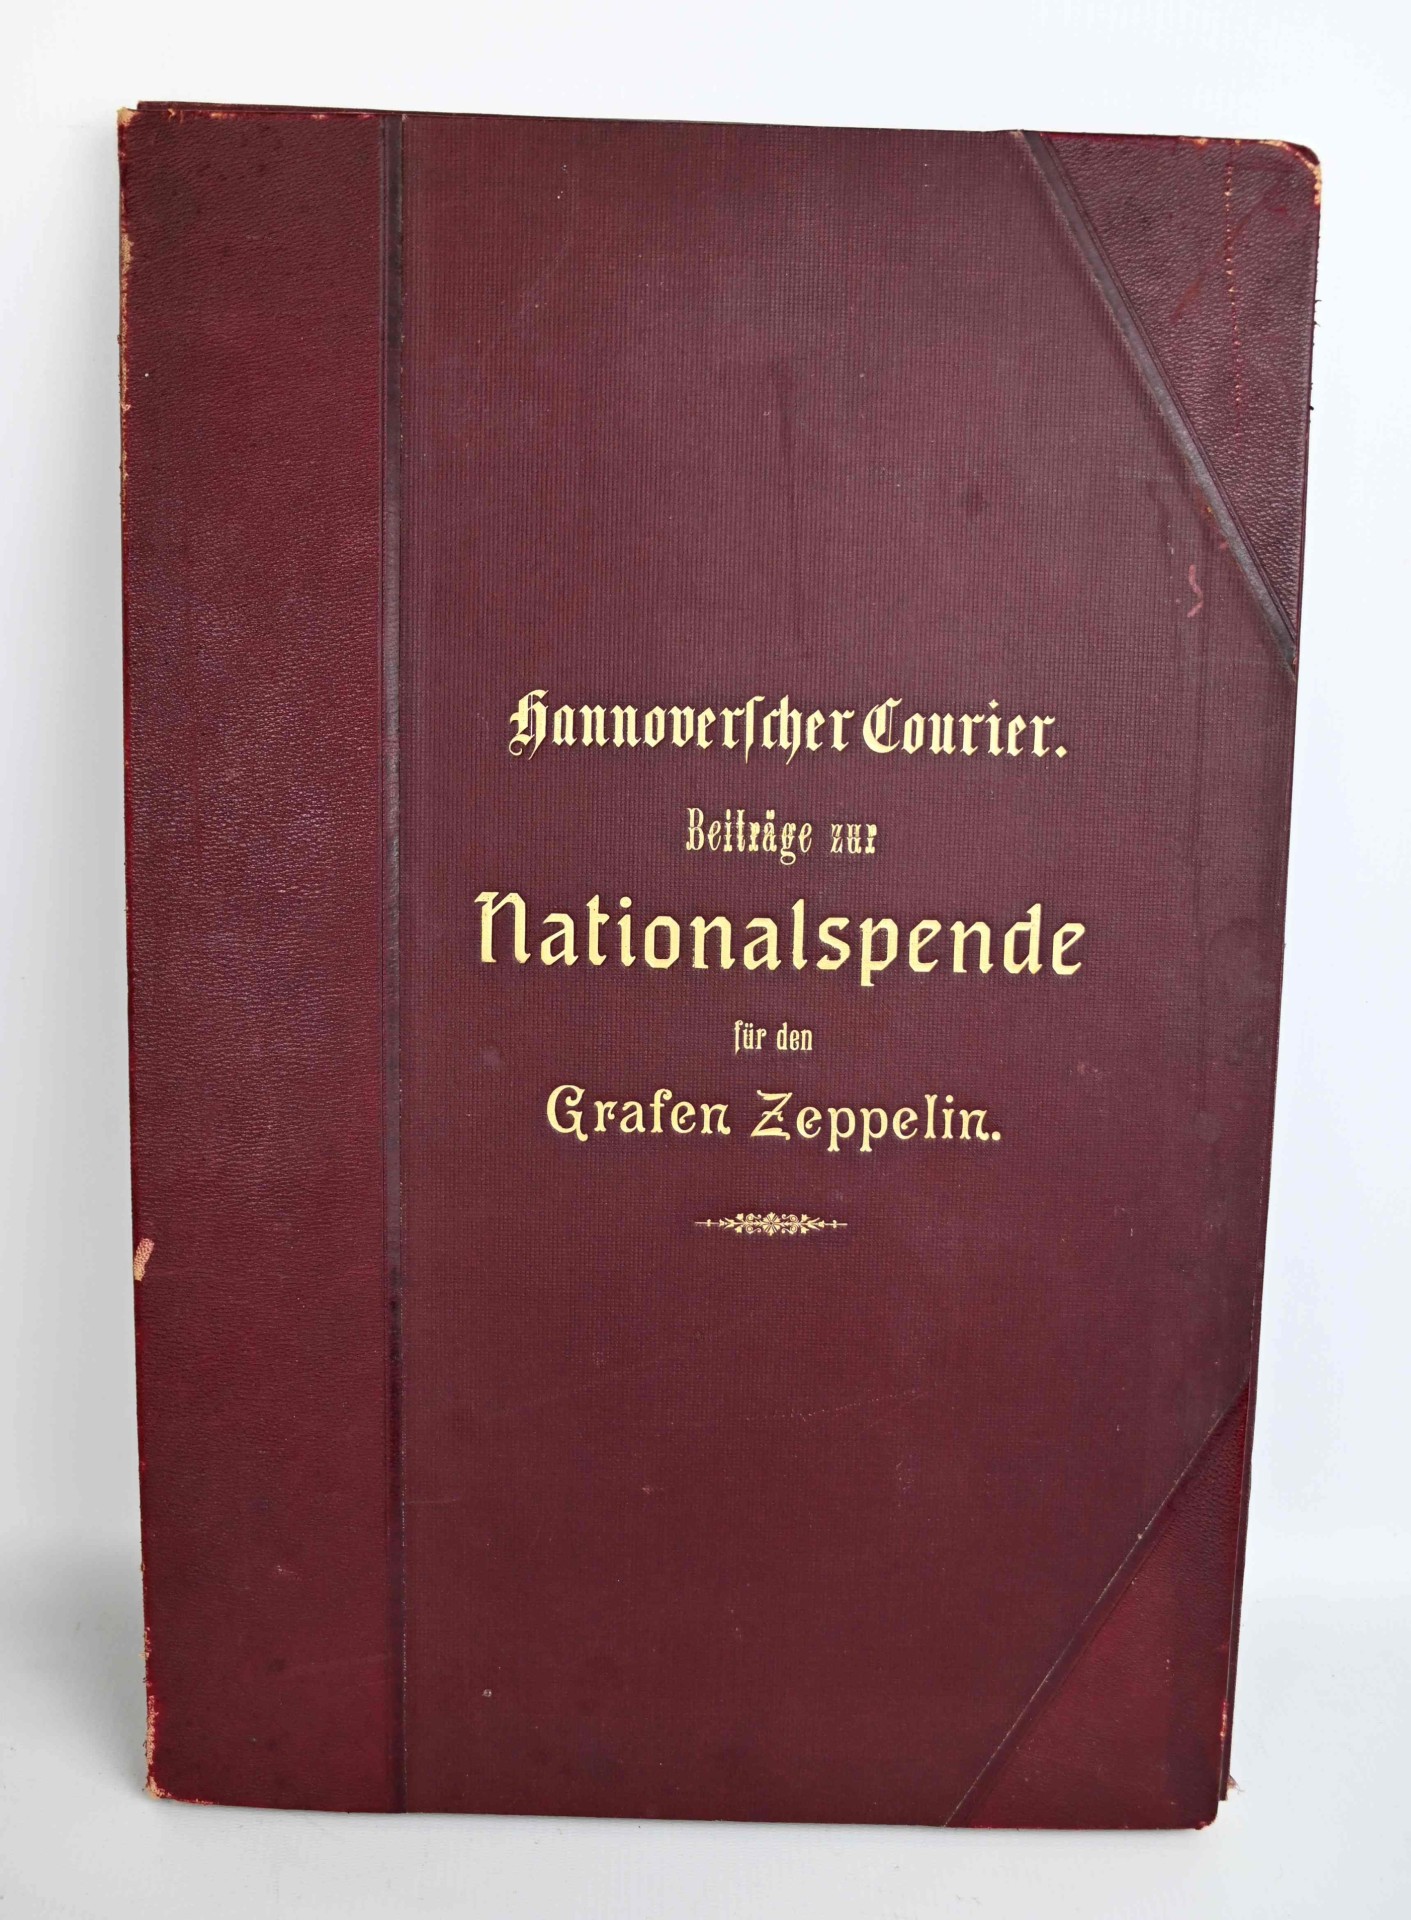 Hannoverſcher Courier.
Beiträge zur
Nationalspende
für den
Grafen Zeppelin.